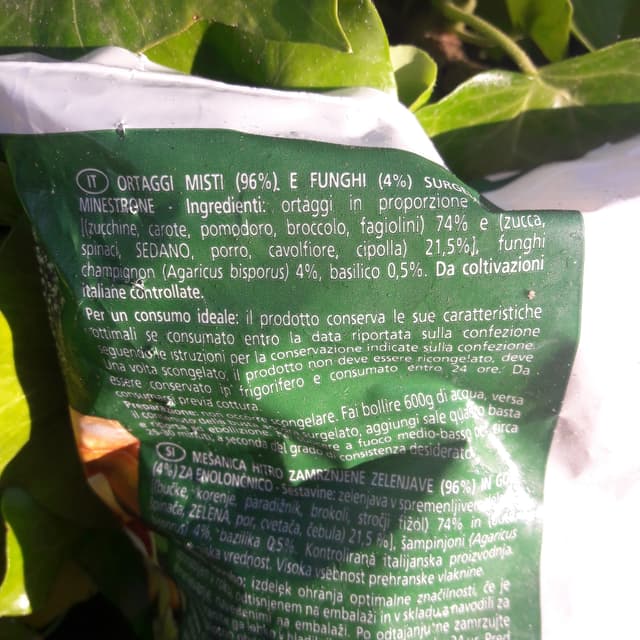 IT ORTAGGI MISTI (96%) E FUNGHI (4%)
MINESTRONE - Ingredienti: ortaggi in proporzione
[(zucchine, carote, pomodoro, broccolo, fagiolini) 74% e (zucca,
spinaci, SEDANO, porro, cavolfiore, cipolla) 21,5%], funghi
champignon (Agaricus bisporus) 4%, basilico 0,5%. Da coltivazioni
italiane controllate.
Per un consumo ideale: il prodotto conserva le sue caratteristiche
ottimali se consumato entro la data riportata sulla confezione
seguendo le istruzioni per la conservazione indicate sulla confezione.
Una volta scongelato, il prodotto non deve essere ricongelato, deve
essere conservato in frigorifero e consumato entro 24 ore. Da
consumarsi previa cottura.
Preparazione: non scongelare. Fai bollire 600g di acqua, versa
il surgelato, aggiungi sale quanto basta
a fuoco medio-basso per circa
minuti, a seconda del grado di consistenza desiderato.
SI MEŠANICA HITRO ZAMRZNJENE ZELENJAVE (96%) IN
(4%) ZA ENOLONČNICO - Sestavine: zelenjava v spremenljivem
(bučke, korenje, paradižnik, brokoli, stročji fižol) 74% in
špinača, ZELENA, por, cvetača, čebula) 21,5%], šampinjoni (Agaricus
4%, bazilika 0,5%. Kontrolirana italijanska proizvodnja.
vrednost. Visoka vsebnost prehranske vlaknine.
izdelek ohranja optimalne značilnosti, če je
odtisnjenem na embalaži in v skladu z navodili za
na embalaži. Po odtajanju ne zamrzujte